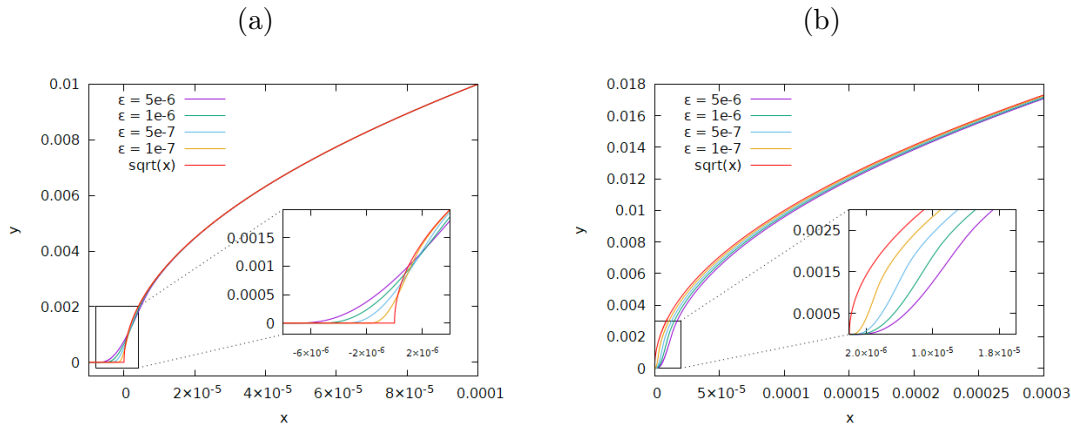 (a)
0.01
0.008
0.006
0.004
0.002
0
y
ε = 5e-6
ε = 1e-6
ε = 5e-7
ε = 1e-7
sqrt(x)
0.0015
0.001
0.0005
0
-6×10⁻⁶ -2×10⁻⁶ 2×10⁻⁶
0 2×10⁻⁵ 4×10⁻⁵ 6×10⁻⁵ 8×10⁻⁵ 0.0001
x
(b)
0.018
0.016
0.014
0.012
0.01
0.008
0.006
0.004
0.002
0
y
ε = 5e-6
ε = 1e-6
ε = 5e-7
ε = 1e-7
sqrt(x)
0.0025
0.0015
0.0005
2.0×10⁻⁶ 1.0×10⁻⁵ 1.8×10⁻⁵
0 5×10⁻⁵ 0.0001 0.00015 0.0002 0.00025 0.0003
x